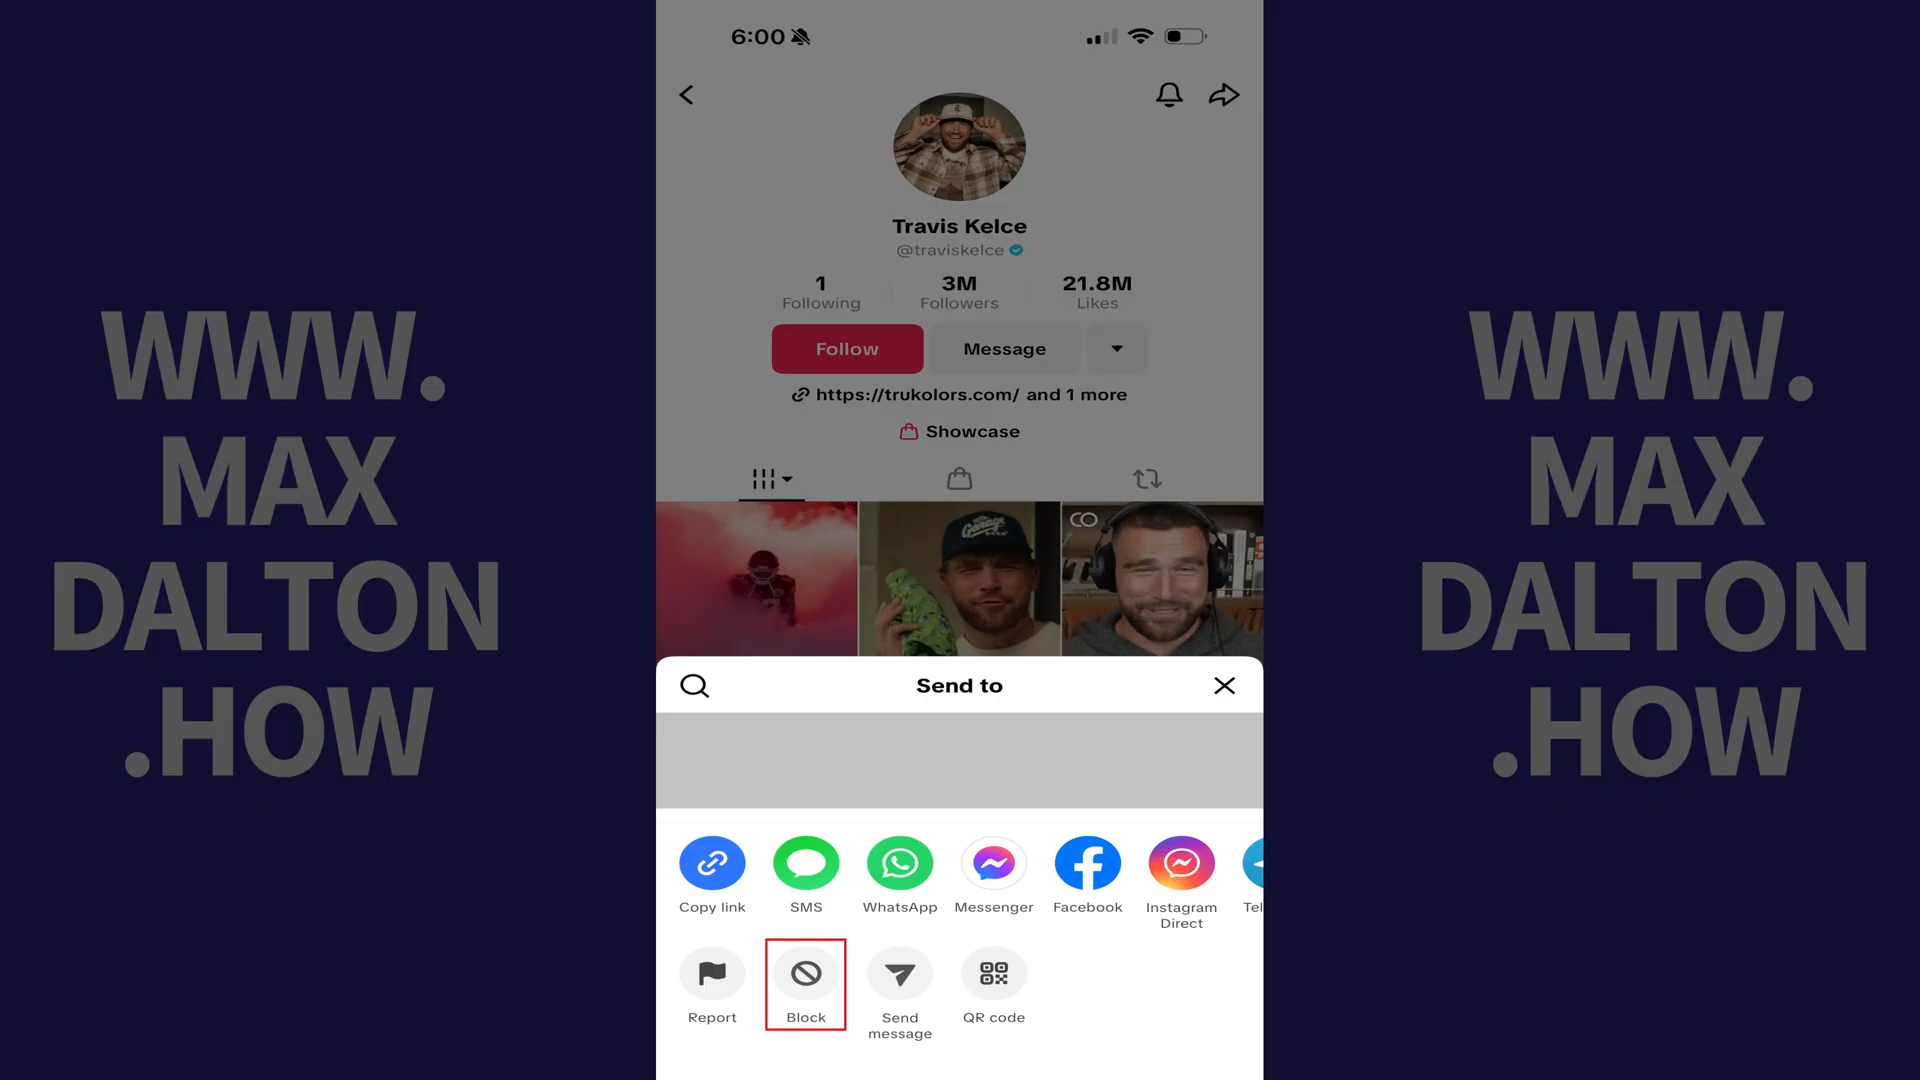 WWW.
MAX
DALTON
.HOW
6:00
Travis Kelce
@traviskelce
1 3M 21.8M
Following Followers Likes
Follow Message
https://trukolors.com/ and 1 more
Showcase
Garage
Send to
Copy link SMS WhatsApp Messenger Facebook Instagram Direct Tel
Report Block Send message QR code
WWW.
MAX
DALTON
.HOW